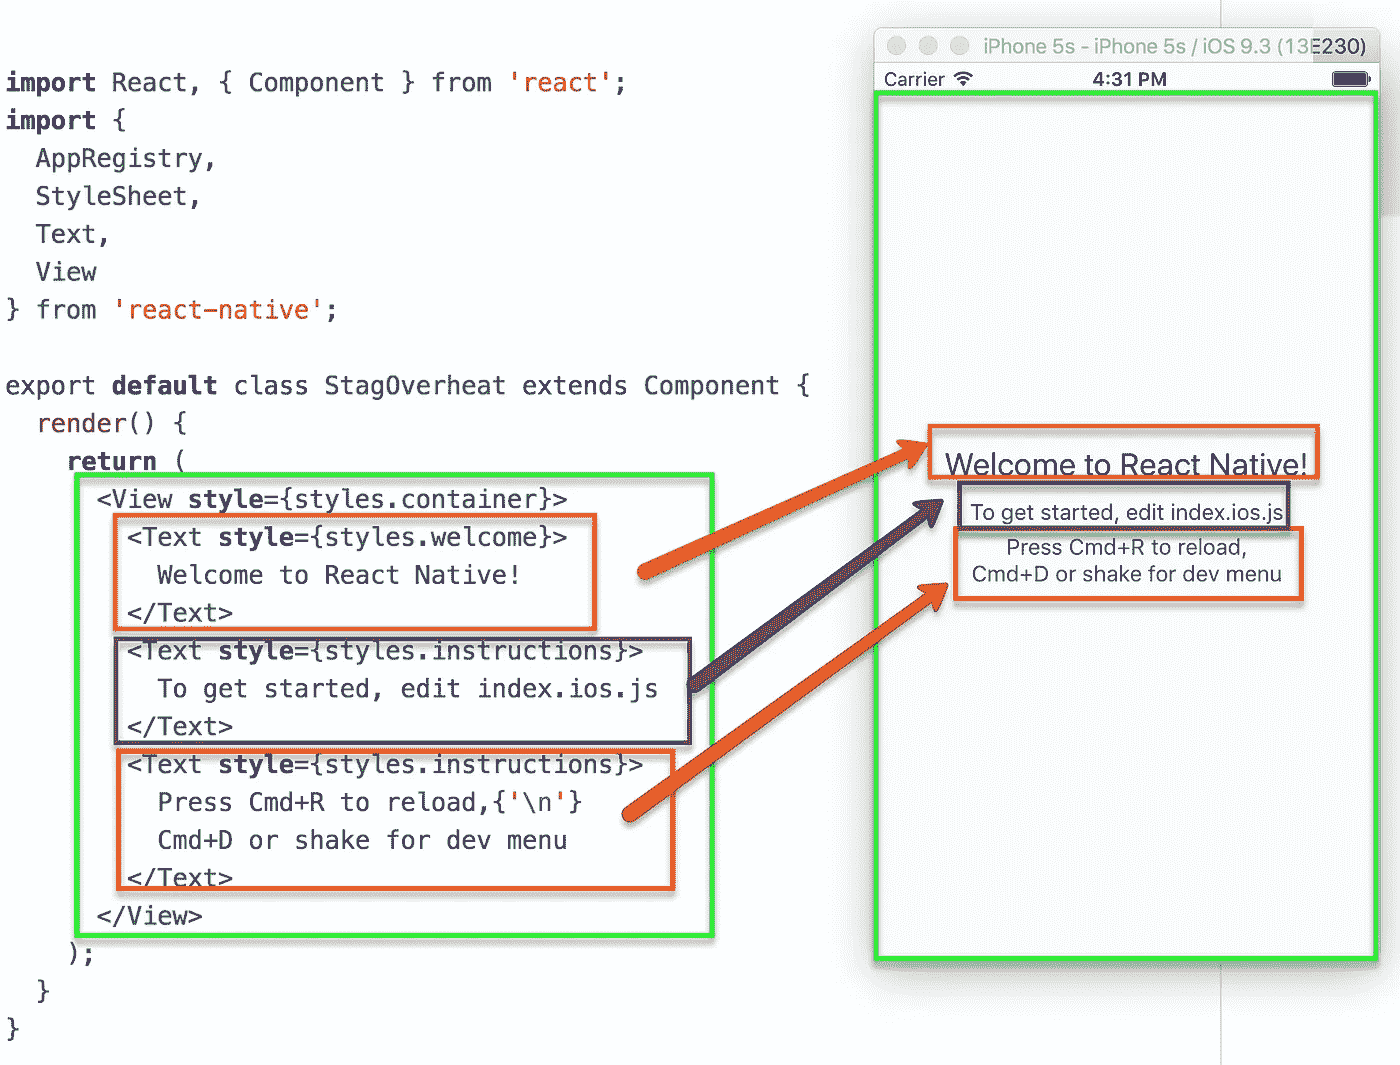 import React, { Component } from 'react';
import {
  AppRegistry,
  StyleSheet,
  Text,
  View
} from 'react-native';

export default class StagOverheat extends Component {
  render() {
    return (
      <View style={styles.container}>
        <Text style={styles.welcome}>
          Welcome to React Native!
        </Text>
        <Text style={styles.instructions}>
          To get started, edit index.ios.js
        </Text>
        <Text style={styles.instructions}>
          Press Cmd+R to reload,{'\n'}
          Cmd+D or shake for dev menu
        </Text>
      </View>
    );
  }
}
iPhone 5s - iPhone 5s / iOS 9.3 (13E230)
Carrier 4:31 PM
Welcome to React Native!
To get started, edit index.ios.js
Press Cmd+R to reload,
Cmd+D or shake for dev menu